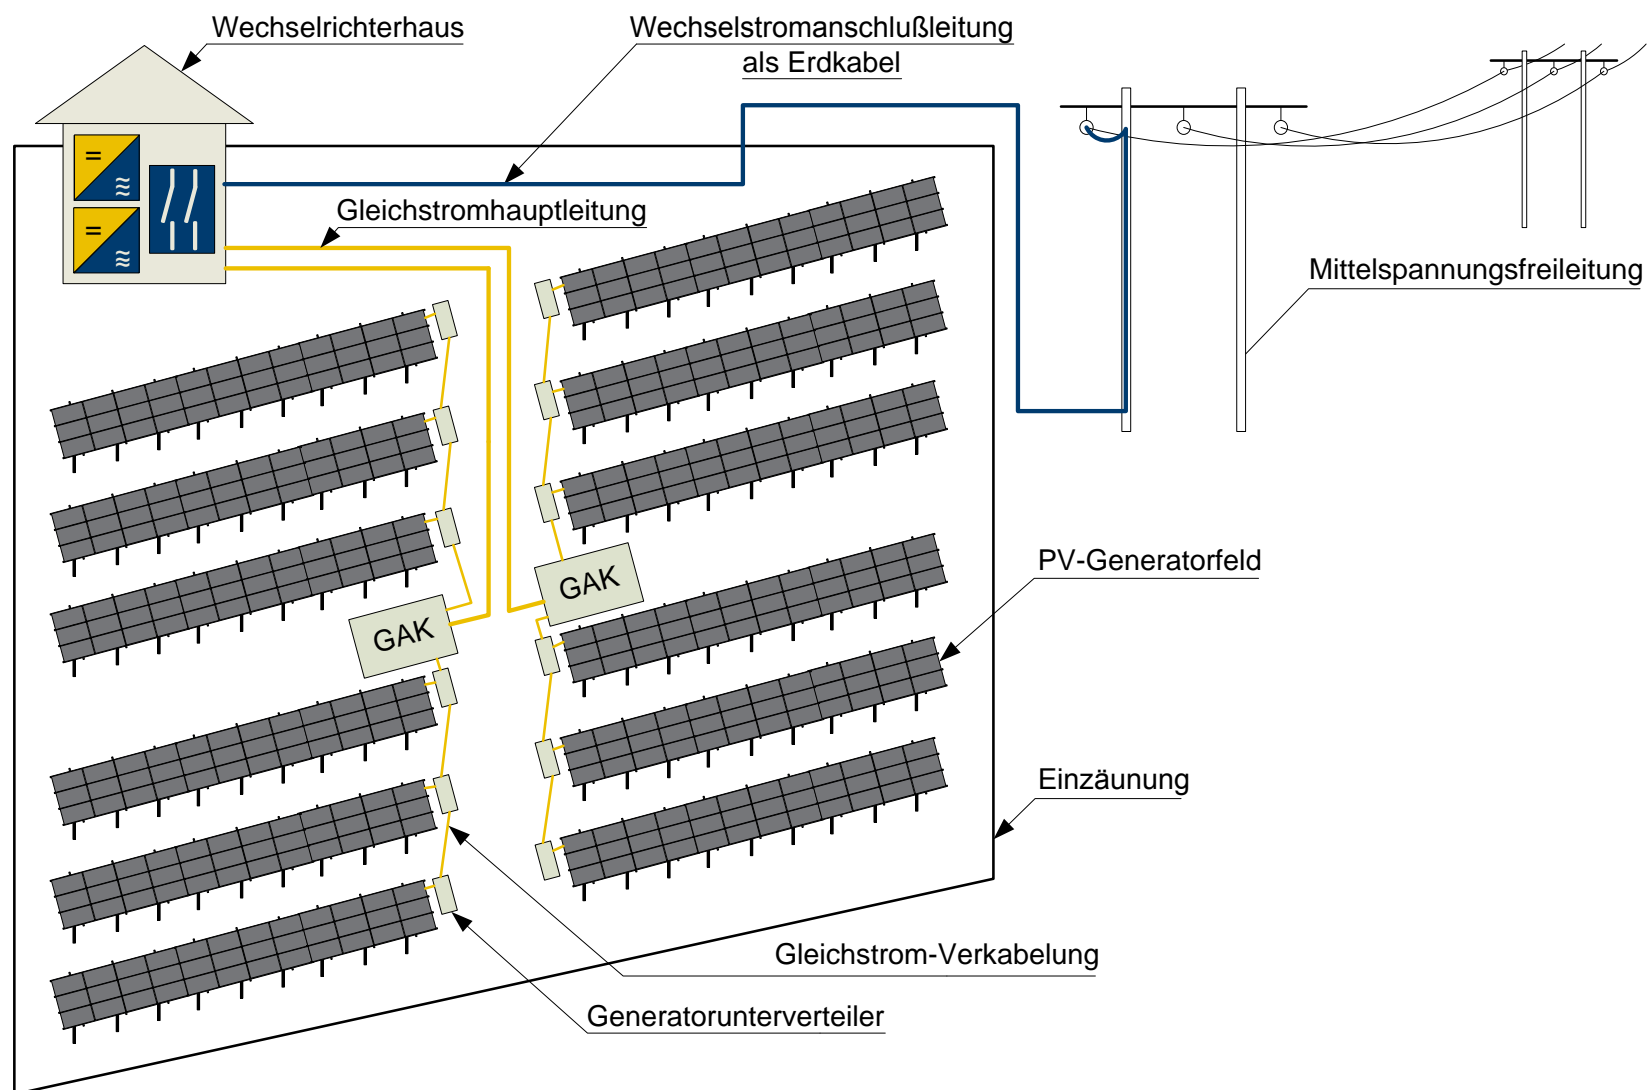 Wechselrichterhaus
Wechselstromanschlußleitung
als Erdkabel
Gleichstromhauptleitung
Mittelspannungsfreileitung
GAK
GAK
PV-Generatorfeld
Einzäunung
Gleichstrom-Verkabelung
Generatorunterverteiler